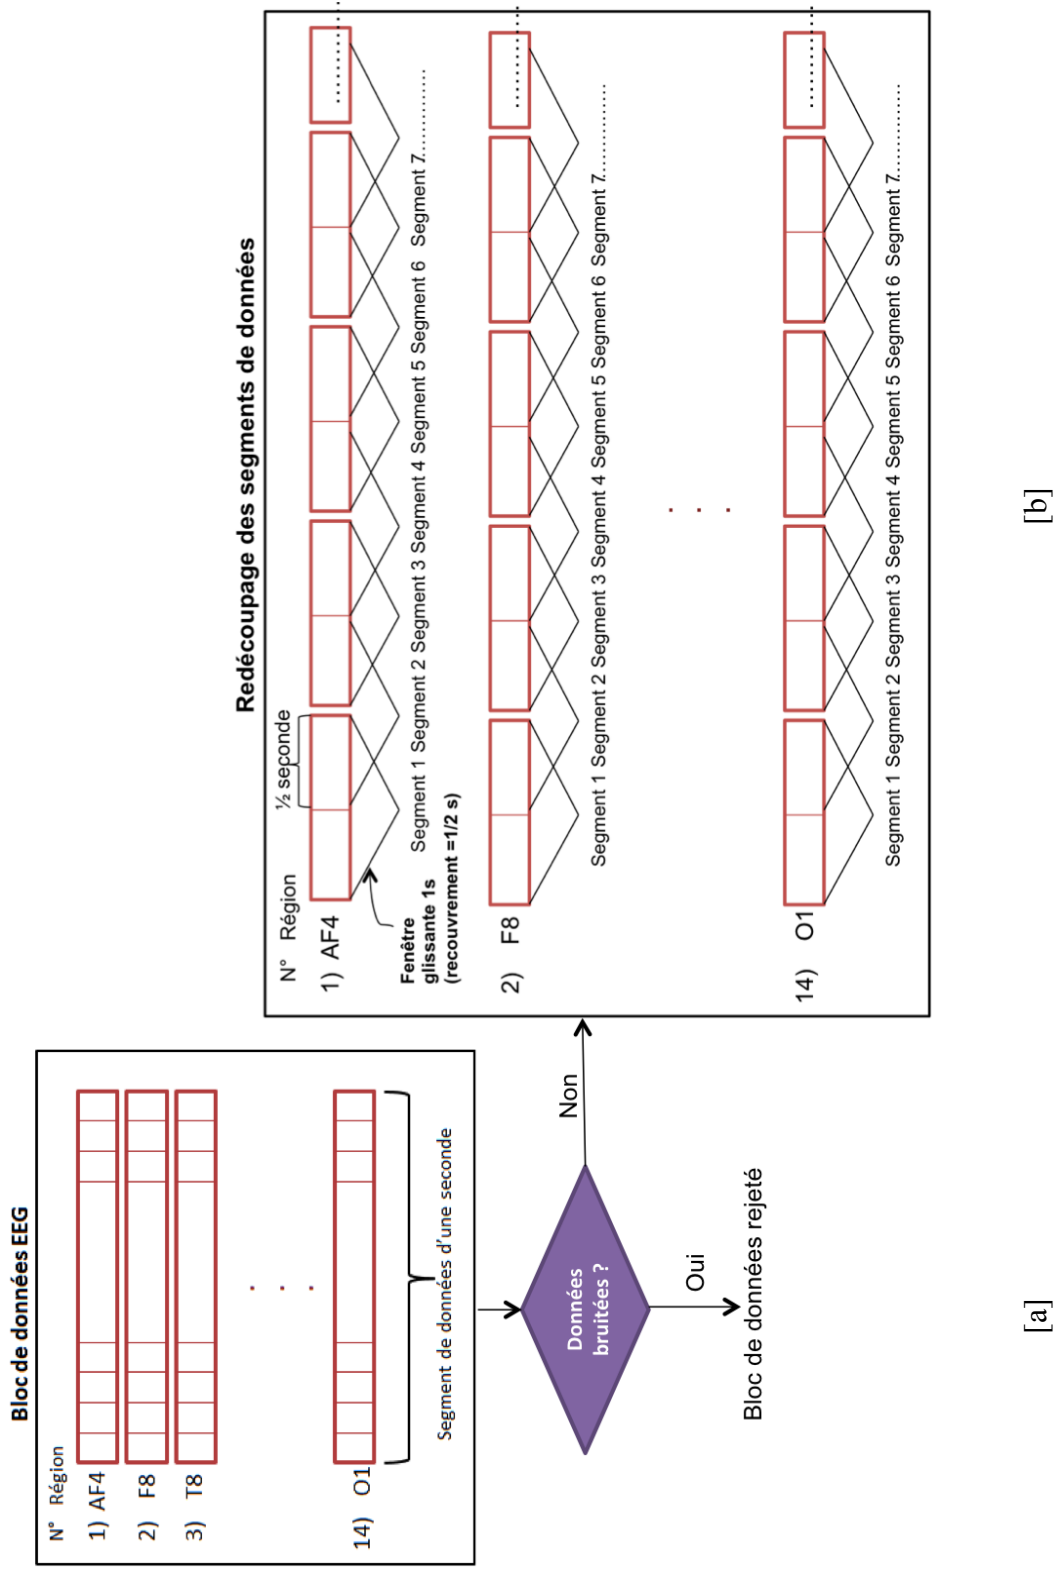 Bloc de données EEG
N° Région
1) AF4
2) F8
3) T8
. . .
14) O1
Segment de données d'une seconde
Données
bruitées ?
Oui
Bloc de données rejeté
Non
[a]
Redécoupage des segments de données
N° Région
½ seconde
1) AF4
Fenêtre
glissante 1s
(recouvrement =1/2 s)
Segment 1 Segment 2 Segment 3 Segment 4 Segment 5 Segment 6 Segment 7............
2) F8
Segment 1 Segment 2 Segment 3 Segment 4 Segment 5 Segment 6 Segment 7............
. . .
14) O1
Segment 1 Segment 2 Segment 3 Segment 4 Segment 5 Segment 6 Segment 7............
[b]